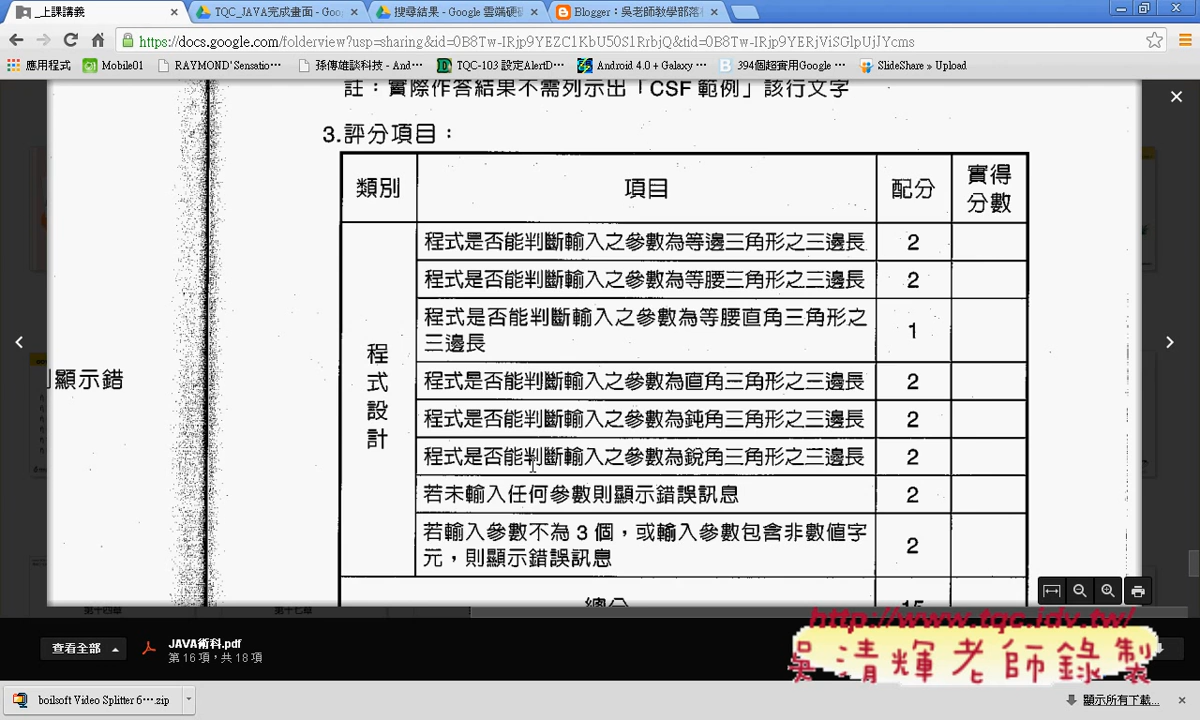 _上課講義
TQC_JAVA完成畫面 - Goo
搜尋結果 - Google 雲端硬
Blogger：吳老師教學部落
https://docs.google.com/folderview?usp=sharing&id=0B8Tw-IRjp9YEZC1KbU50S1RrbjQ&tid=0B8Tw-IRjp9YERjViSGlpUjJYcms
應用程式
Mobile01
RAYMOND'Sensatio…
孫傳雄談科技 - And…
TQC-103 設定AlertD…
Android 4.0 + Galaxy …
394個超實用Google …
SlideShare » Upload
註：實際作答結果不需列示出「CSF 範例」該行文字
3.評分項目：
類別
項目
配分
實得
分數
程式是否能判斷輸入之參數為等邊三角形之三邊長
2
程式是否能判斷輸入之參數為等腰三角形之三邊長
2
程式是否能判斷輸入之參數為等腰直角三角形之
三邊長
1
程式設計
程式是否能判斷輸入之參數為直角三角形之三邊長
2
程式是否能判斷輸入之參數為鈍角三角形之三邊長
2
程式是否能判斷輸入之參數為銳角三角形之三邊長
2
若未輸入任何參數則顯示錯誤訊息
2
若輸入參數不為 3 個，或輸入參數包含非數值字
元，則顯示錯誤訊息
2
總分
15
顯示錯
第十四章
第十七章
查看全部
JAVA術科.pdf
第 16 項，共 18 項
http://www.tqc.idv.tw/
吳清輝老師錄製
boilsoft Video Splitter 6….zip
顯示所有下載...